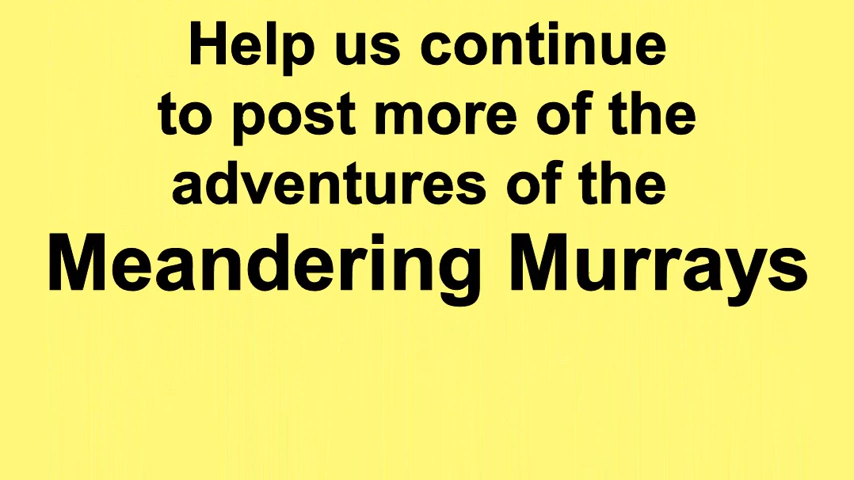 Help us continue
to post more of the
adventures of the
Meandering Murrays